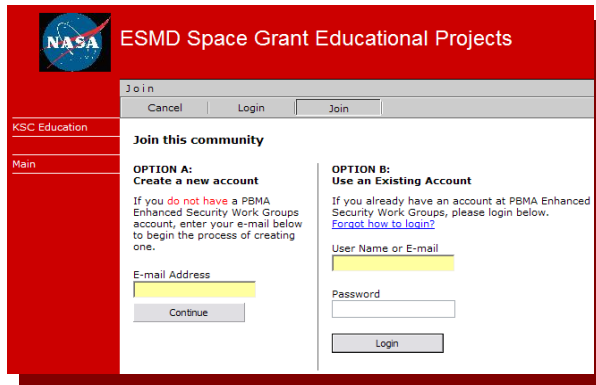 NASA
ESMD Space Grant Educational Projects
Join
Cancel
Login
Join
KSC Education
Main
Join this community
OPTION A:
Create a new account
If you do not have a PBMA
Enhanced Security Work Groups
account, enter your e-mail below
to begin the process of creating
one.
E-mail Address
Continue
OPTION B:
Use an Existing Account
If you already have an account at PBMA Enhanced
Security Work Groups, please login below.
Forgot how to login?
User Name or E-mail
Password
Login